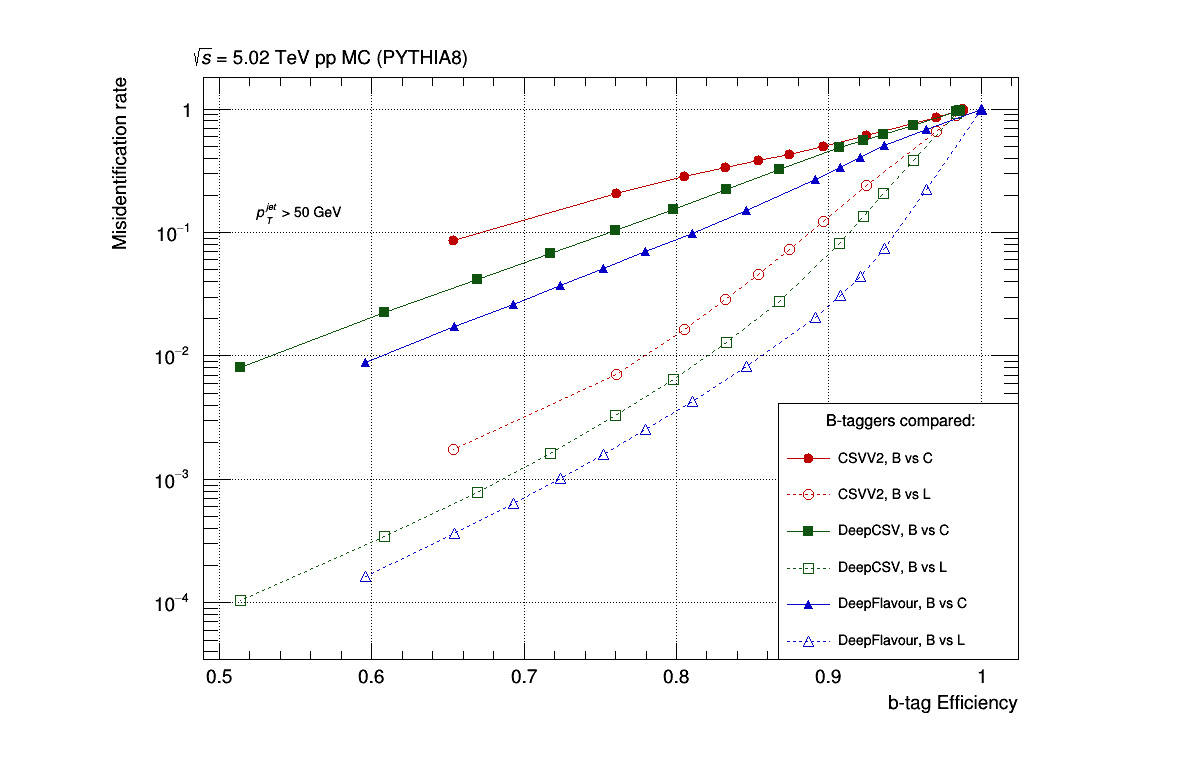 √s = 5.02 TeV pp MC (PYTHIA8)
Misidentification rate
1
10⁻¹
10⁻²
10⁻³
10⁻⁴
p_T^jet > 50 GeV
B-taggers compared:
CSVV2, B vs C
CSVV2, B vs L
DeepCSV, B vs C
DeepCSV, B vs L
DeepFlavour, B vs C
DeepFlavour, B vs L
0.5 0.6 0.7 0.8 0.9 1
b-tag Efficiency